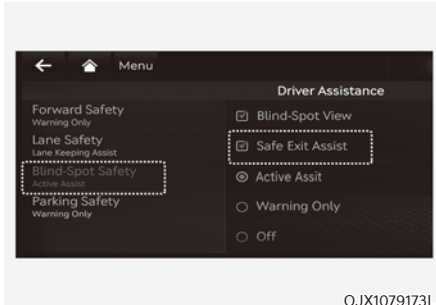 Menu
Driver Assistance
Forward Safety
Warning Only
Lane Safety
Lane Keeping Assist
Blind-Spot Safety
Active Assist
Parking Safety
Warning Only
Blind-Spot View
Safe Exit Assist
Active Assit
Warning Only
Off
OJX1079173L